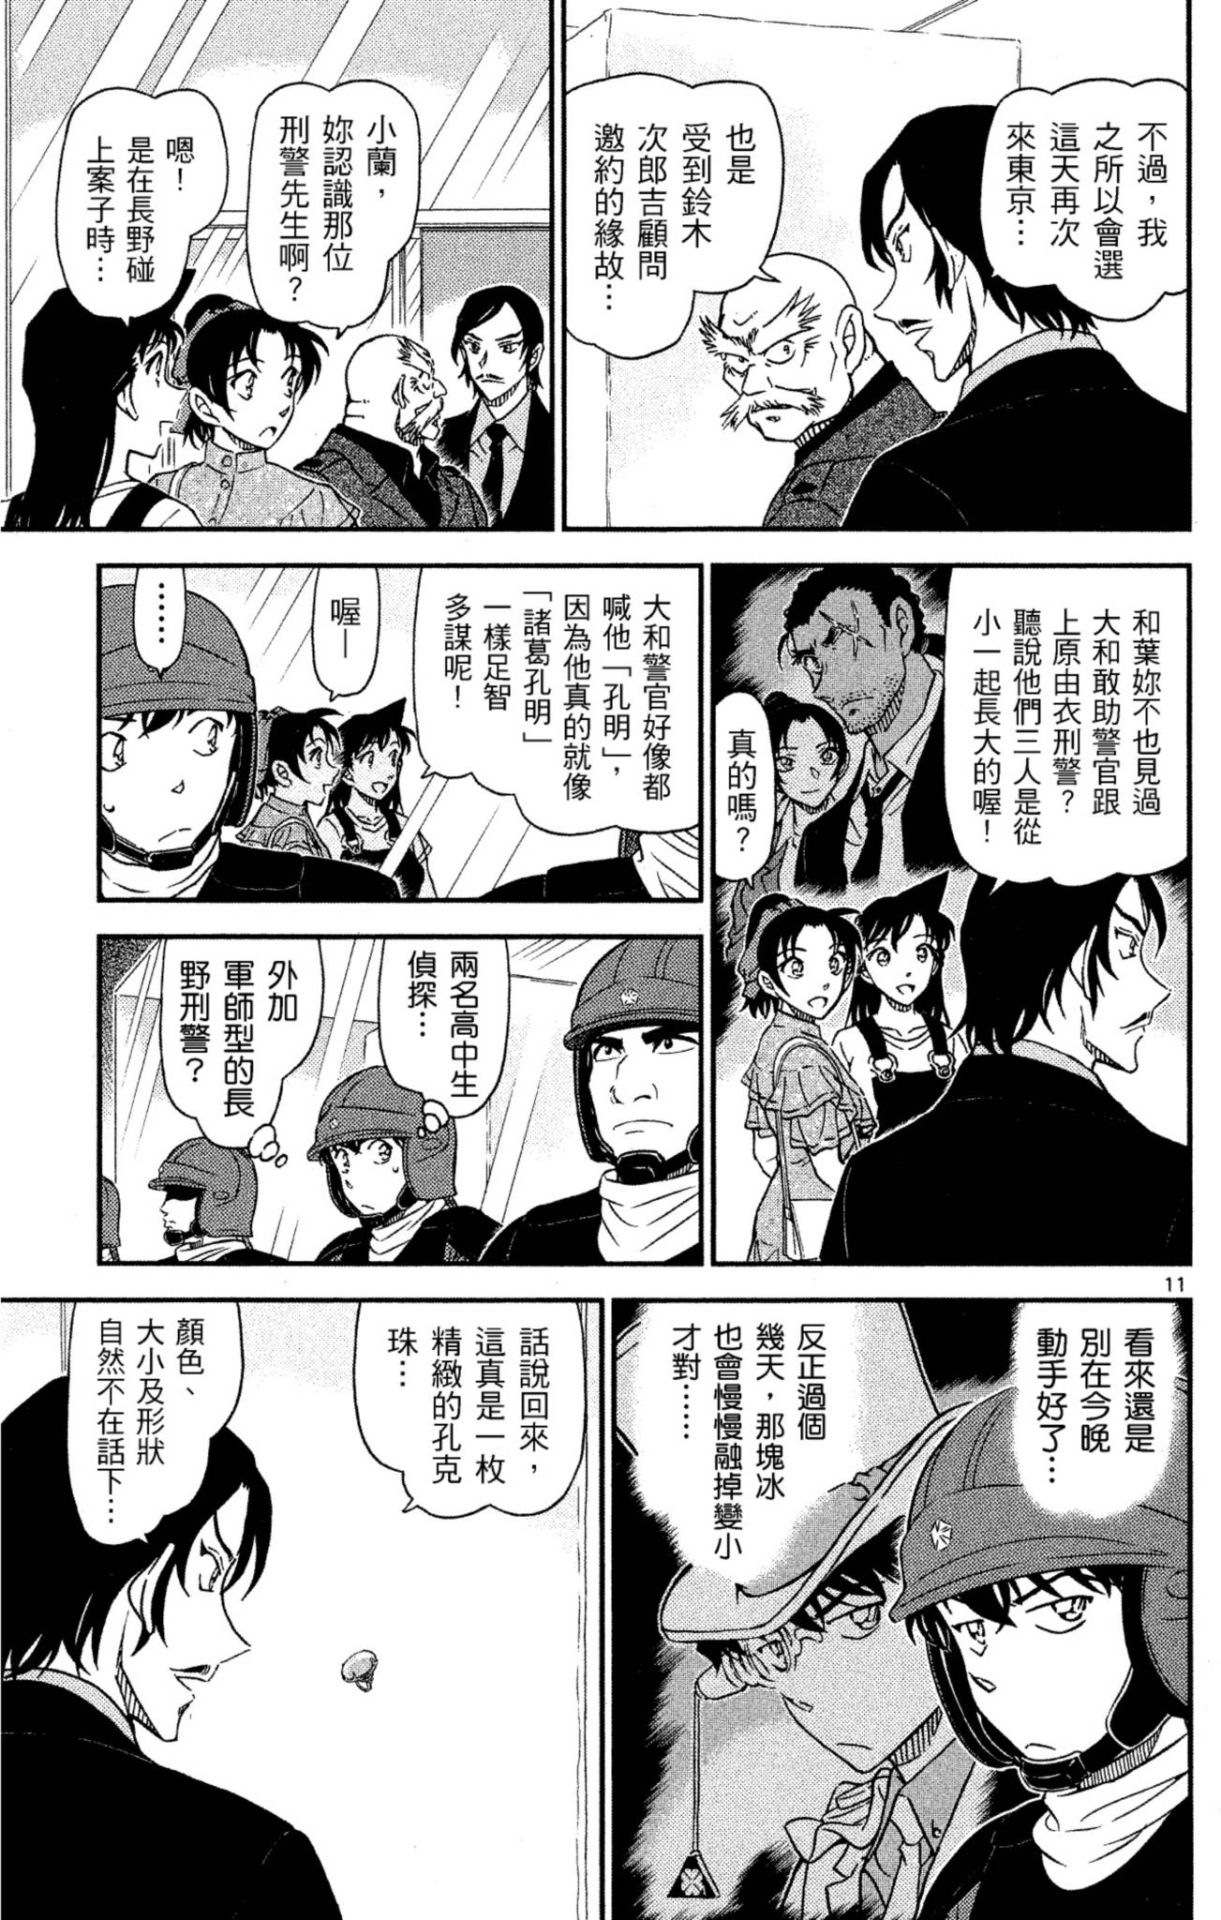 不過，我
之所以會選
這天再次
來東京…
也是
受到鈴木
次郎吉顧問
邀約的緣故…
小蘭，
妳認識那位
刑警先生啊？
嗯！
是在長野碰
上案子時…
和葉妳不也見過
大和敢助警官跟
上原由衣刑警？
聽說他們三人是從
小一起長大的喔！
真的嗎？
大和警官好像都
喊他「孔明」，
因為他真的就像
「諸葛孔明」
一樣足智
多謀呢！
喔—
……
兩名高中生
偵探…
外加
軍師型的長
野刑警？
11
看來還是
別在今晚
動手好了…
反正過個
幾天，那塊冰
也會慢慢融掉變小
才對……
話說回來，
這真是一枚
精緻的孔克
珠…
顏色、
大小及形狀
自然不在話下…